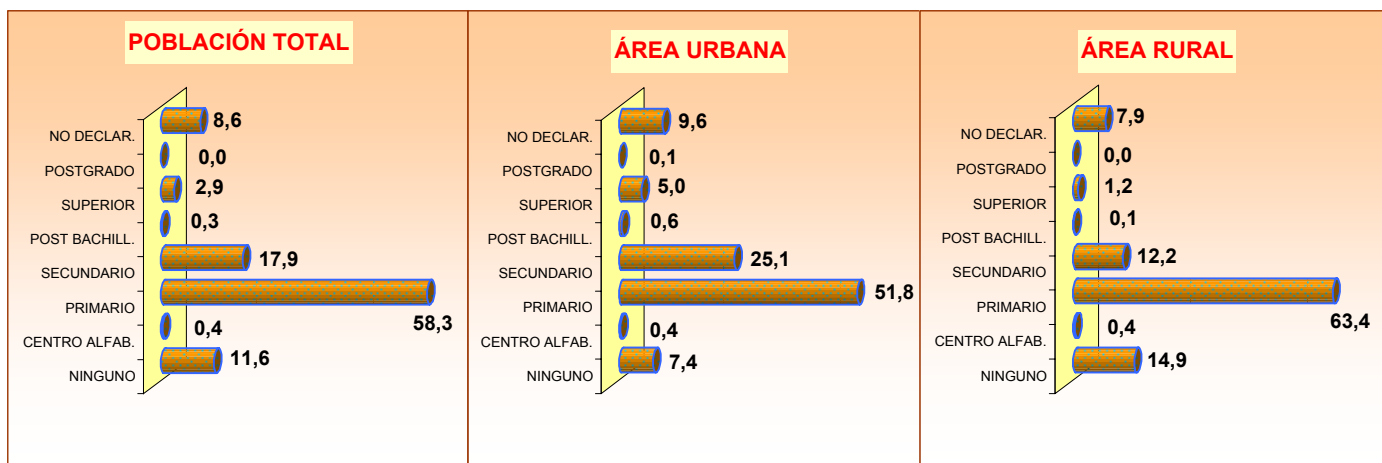 POBLACIÓN TOTAL
NO DECLAR. 8,6
POSTGRADO 0,0
SUPERIOR 2,9
POST BACHILL. 0,3
SECUNDARIO 17,9
PRIMARIO 58,3
CENTRO ALFAB. 0,4
NINGUNO 11,6
ÁREA URBANA
NO DECLAR. 9,6
POSTGRADO 0,1
SUPERIOR 5,0
POST BACHILL. 0,6
SECUNDARIO 25,1
PRIMARIO 51,8
CENTRO ALFAB. 0,4
NINGUNO 7,4
ÁREA RURAL
NO DECLAR. 7,9
POSTGRADO 0,0
SUPERIOR 1,2
POST BACHILL. 0,1
SECUNDARIO 12,2
PRIMARIO 63,4
CENTRO ALFAB. 0,4
NINGUNO 14,9